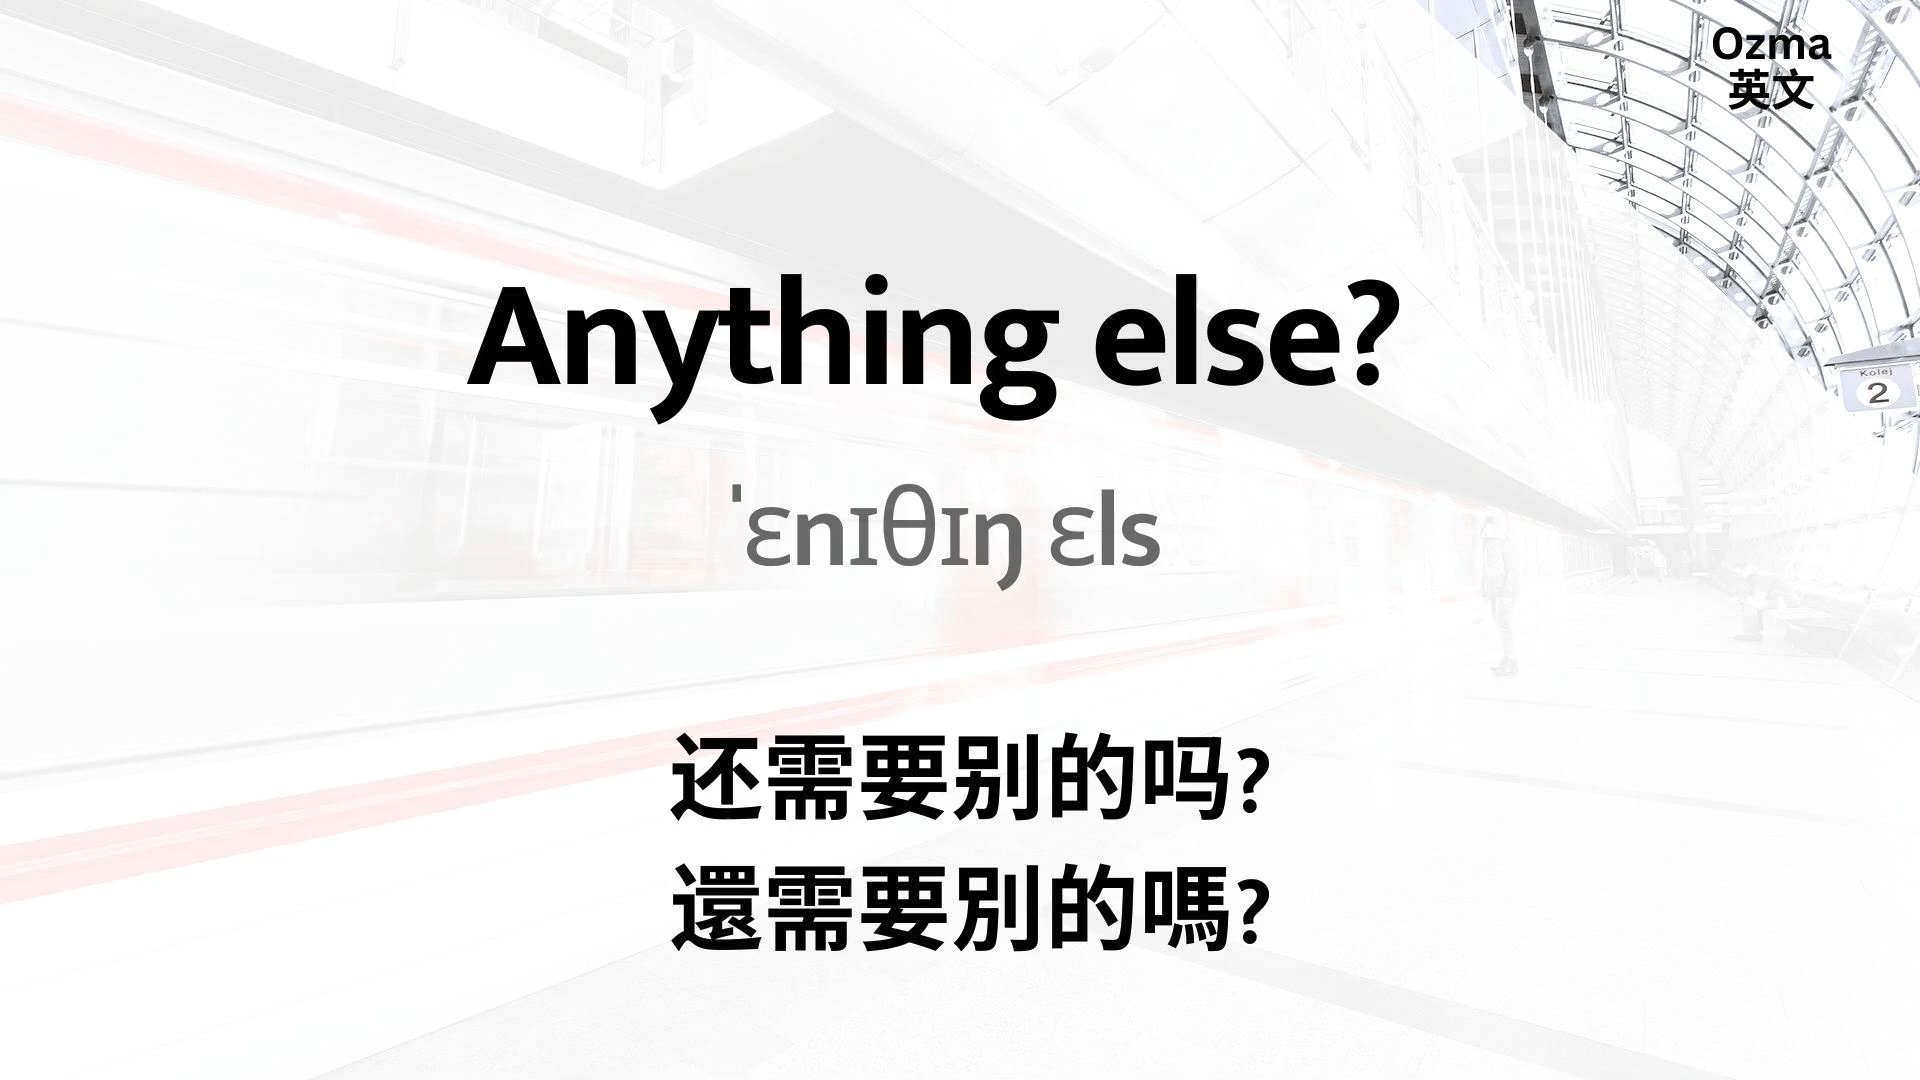 Ozma
英文
Kolej
2
Anything else?
ˈɛnɪθɪŋ ɛls
还需要别的吗?
還需要別的嗎?